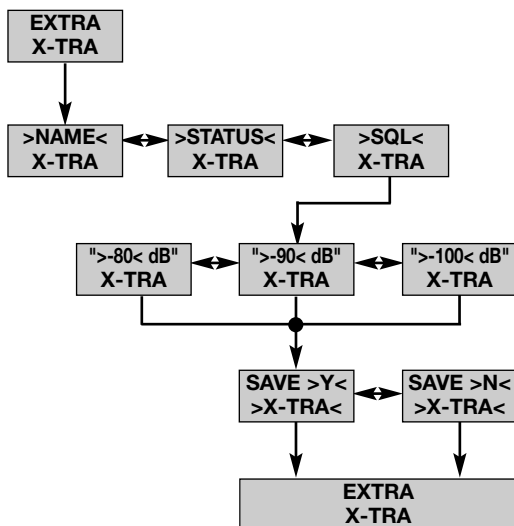 EXTRA
X-TRA
>NAME<
X-TRA
>STATUS<
X-TRA
>SQL<
X-TRA
">-80< dB"
X-TRA
">-90< dB"
X-TRA
">-100< dB"
X-TRA
SAVE >Y<
>X-TRA<
SAVE >N<
>X-TRA<
EXTRA
X-TRA